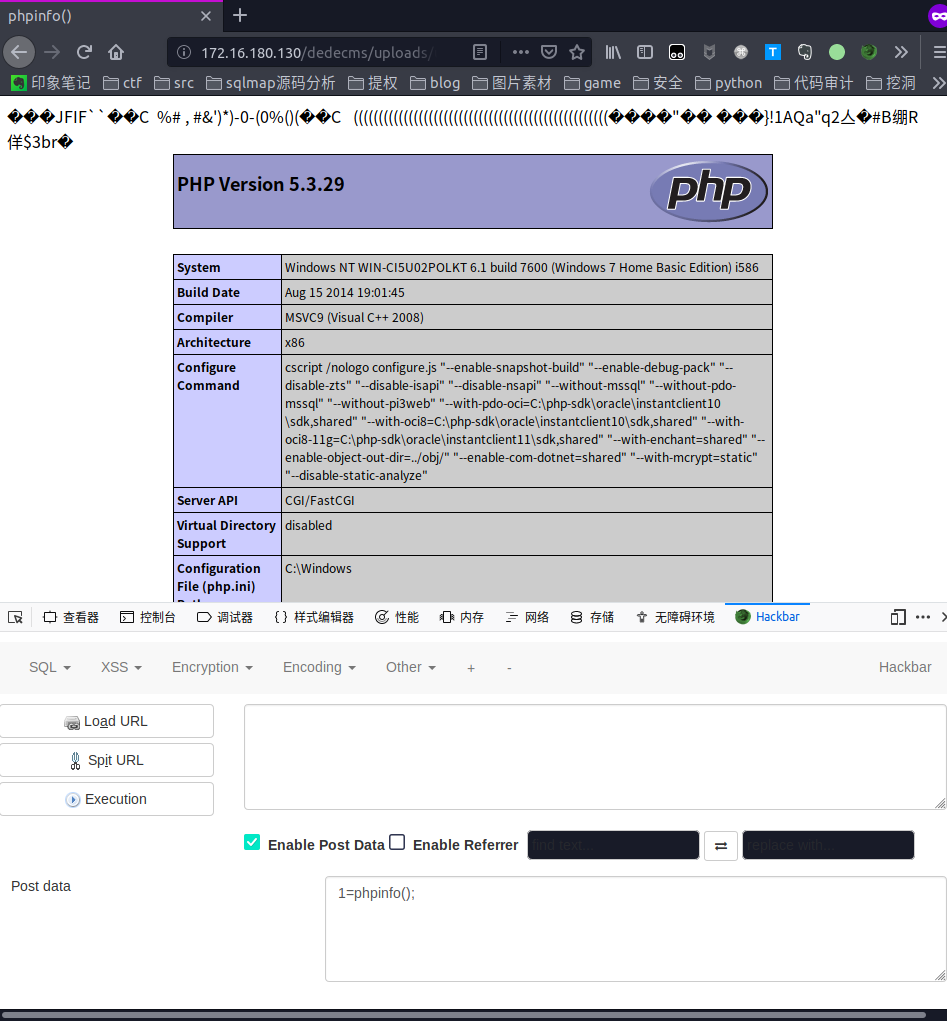 phpinfo()
172.16.180.130/dedecms/uploads/
印象笔记 ctf src sqlmap源码分析 提权 blog 图片素材 game 安全 python 代码审计 挖洞
���JFIF``��C %# , #&')*)-0-(0%()(��C ((((((((((((((((((((((((((((((((((((((((((((((((((����"�� ���}!1AQa"q2亼�#B绷R
佯$3br�
PHP Version 5.3.29
php
System Windows NT WIN-CI5U02POLKT 6.1 build 7600 (Windows 7 Home Basic Edition) i586
Build Date Aug 15 2014 19:01:45
Compiler MSVC9 (Visual C++ 2008)
Architecture x86
Configure Command cscript /nologo configure.js "--enable-snapshot-build" "--enable-debug-pack" "--
disable-zts" "--disable-isapi" "--disable-nsapi" "--without-mssql" "--without-pdo-
mssql" "--without-pi3web" "--with-pdo-oci=C:\php-sdk\oracle\instantclient10
\sdk,shared" "--with-oci8=C:\php-sdk\oracle\instantclient10\sdk,shared" "--with-
oci8-11g=C:\php-sdk\oracle\instantclient11\sdk,shared" "--with-enchant=shared" "--
enable-object-out-dir=../obj/" "--enable-com-dotnet=shared" "--with-mcrypt=static"
"--disable-static-analyze"
Server API CGI/FastCGI
Virtual Directory Support disabled
Configuration File (php.ini) C:\Windows
查看器 控制台 调试器 样式编辑器 性能 内存 网络 存储 无障碍环境 Hackbar
SQL XSS Encryption Encoding Other + - Hackbar
Load URL
Spit URL
Execution
Enable Post Data Enable Referrer find text... replace with...
Post data 1=phpinfo();